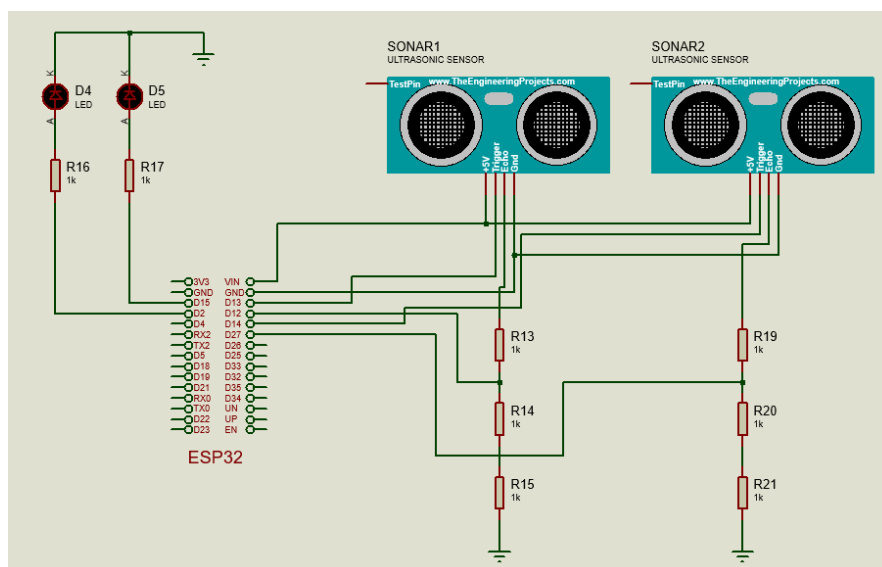 SONAR1
ULTRASONIC SENSOR
TestPin
www.TheEngineeringProjects.com
+5V
Trigger
Echo
Gnd
SONAR2
ULTRASONIC SENSOR
TestPin
www.TheEngineeringProjects.com
+5V
Trigger
Echo
Gnd
K
A
D4
LED
K
A
D5
LED
R16
1k
R17
1k
3V3 VIN
GND GND
D15 D13
D2 D12
D4 D14
RX2 D27
TX2 D26
D5 D25
D18 D33
D19 D32
D21 D35
RX0 D34
TX0 UN
D22 UP
D23 EN
ESP32
R13
1k
R14
1k
R15
1k
R19
1k
R20
1k
R21
1k